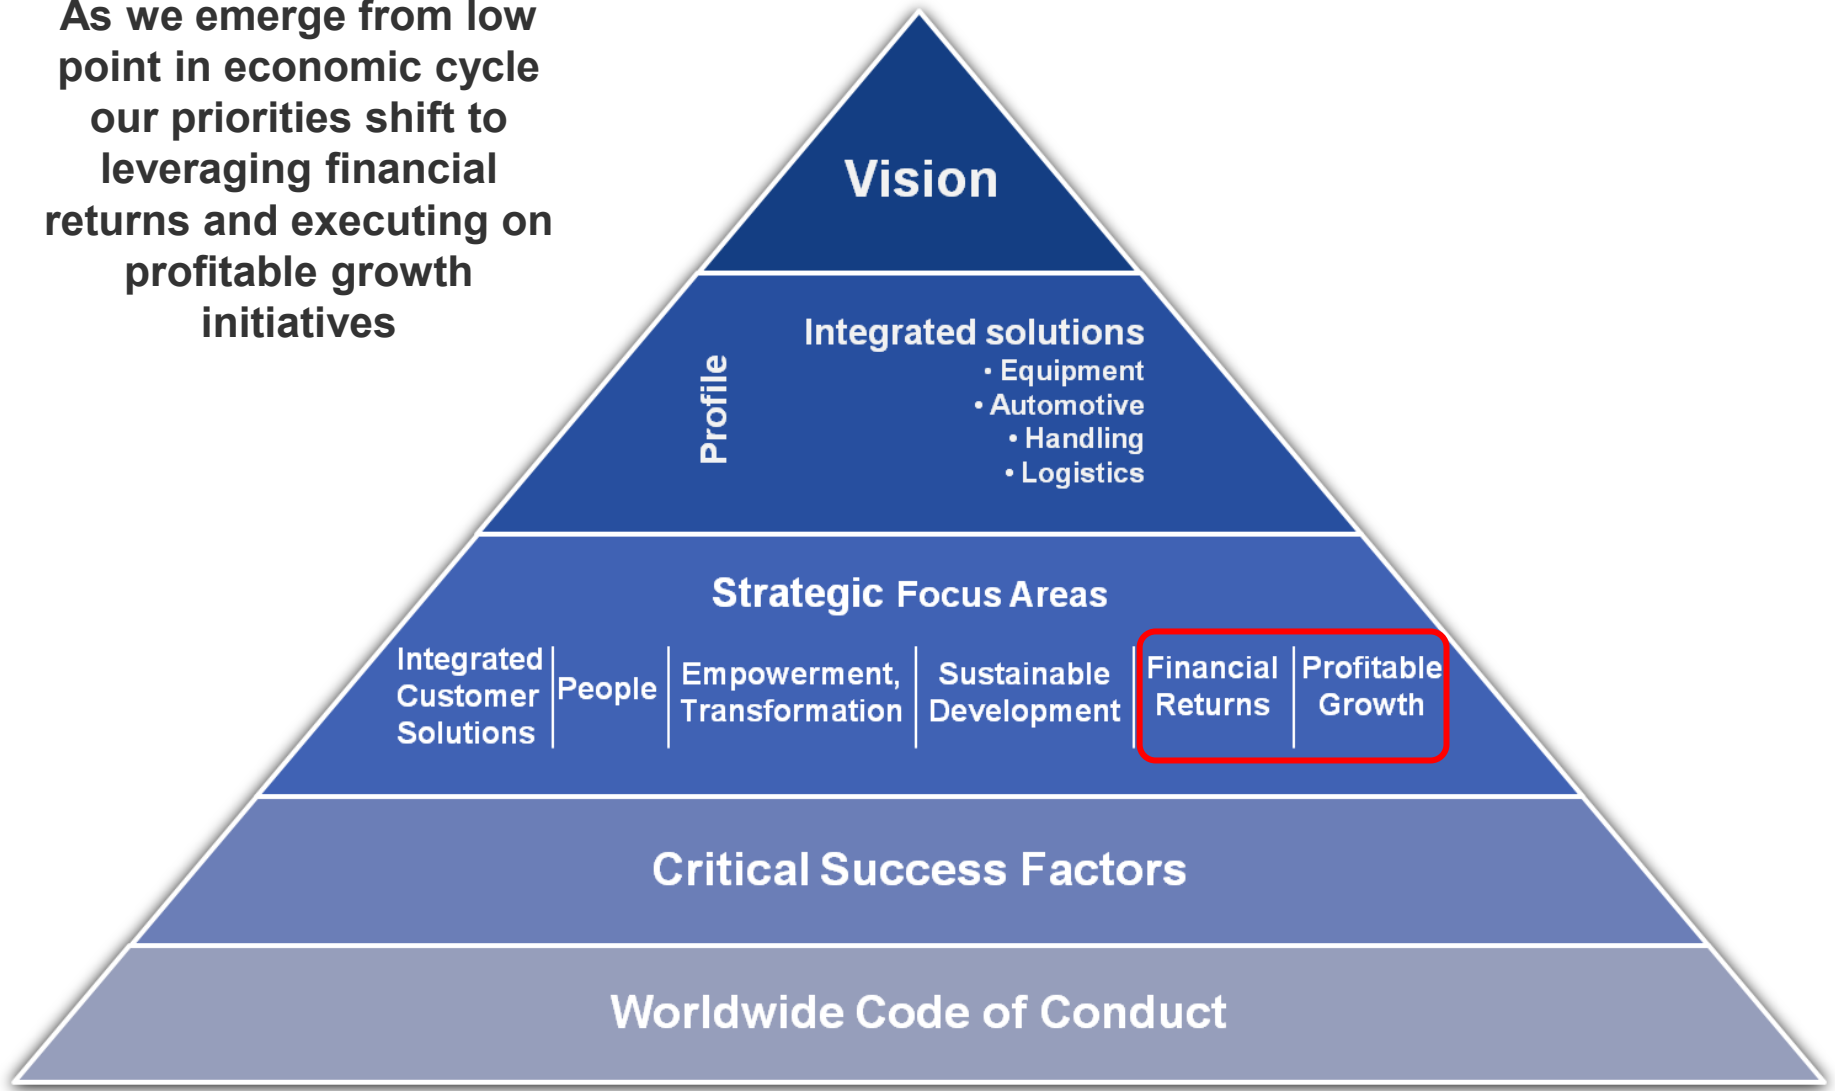 As we emerge from low
point in economic cycle
our priorities shift to
leveraging financial
returns and executing on
profitable growth
initiatives
Vision
Profile
Integrated solutions
• Equipment
• Automotive
• Handling
• Logistics
Strategic Focus Areas
Integrated
Customer
Solutions
People
Empowerment,
Transformation
Sustainable
Development
Financial
Returns
Profitable
Growth
Critical Success Factors
Worldwide Code of Conduct